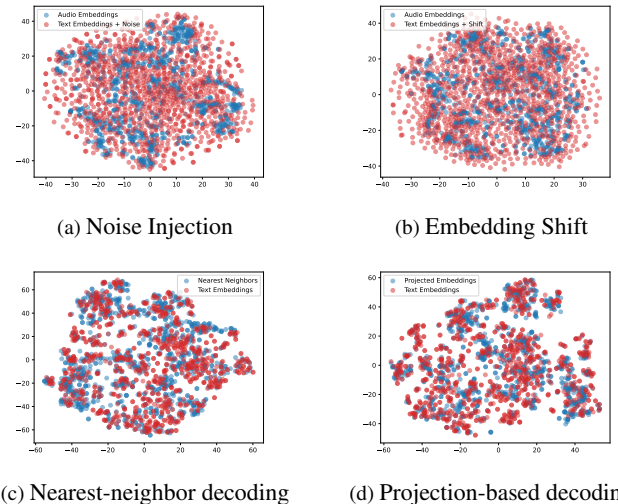 Audio Embeddings
Text Embeddings + Noise
40
20
0
−20
−40
−40 −30 −20 −10 0 10 20 30 40
(a) Noise Injection
Audio Embeddings
Text Embeddings + Shift
40
20
0
−20
−40
−30 −20 −10 0 10 20 30
(b) Embedding Shift
Nearest Neighbors
Text Embeddings
60
40
20
0
−20
−40
−60
−60 −40 −20 0 20 40 60
(c) Nearest-neighbor decoding
Projected Embeddings
Text Embeddings
60
40
20
0
−20
−40
−60 −40 −20 0 20 40
(d) Projection-based decodin